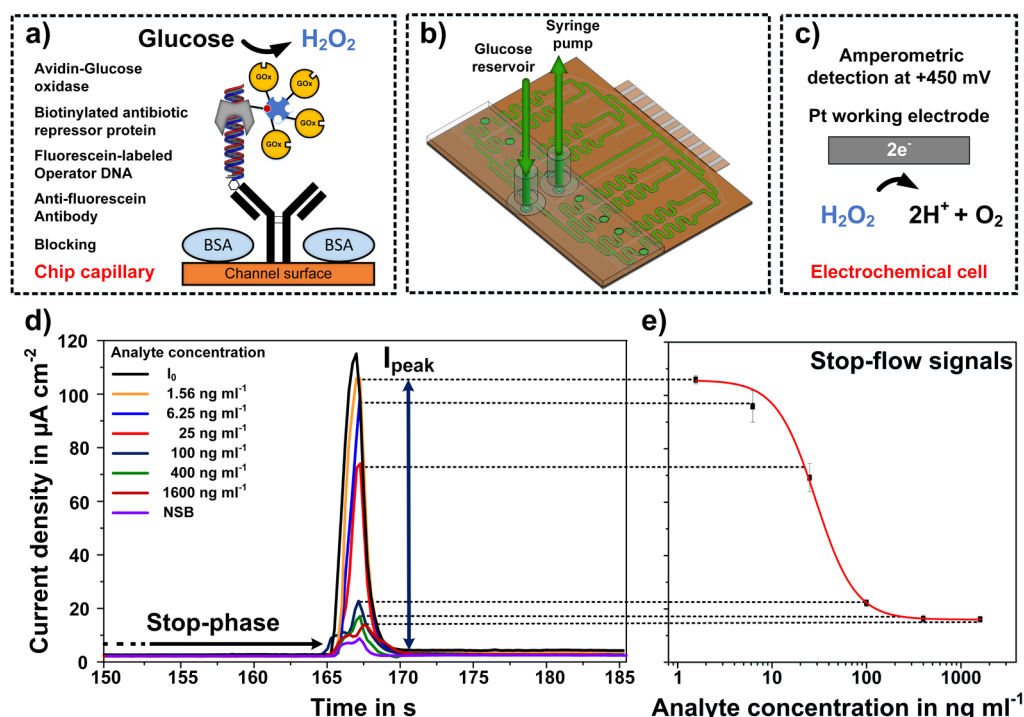 a)
Glucose
H2O2
Avidin-Glucose
oxidase
Biotinylated antibiotic
repressor protein
Fluorescein-labeled
Operator DNA
Anti-fluorescein
Antibody
Blocking
Chip capillary
GOx
GOx
GOx
GOx
GOx
BSA
BSA
Channel surface
b)
Glucose
reservoir
Syringe
pump
c)
Amperometric
detection at +450 mV
Pt working electrode
2e-
H2O2
2H+ + O2
Electrochemical cell
d)
Current density in µA cm-2
120
100
80
60
40
20
0
Analyte concentration
I0
1.56 ng ml-1
6.25 ng ml-1
25 ng ml-1
100 ng ml-1
400 ng ml-1
1600 ng ml-1
NSB
Ipeak
Stop-phase
150 155 160 165 170 175 180 185
Time in s
e)
Stop-flow signals
1 10 100 1000
Analyte concentration in ng ml-1